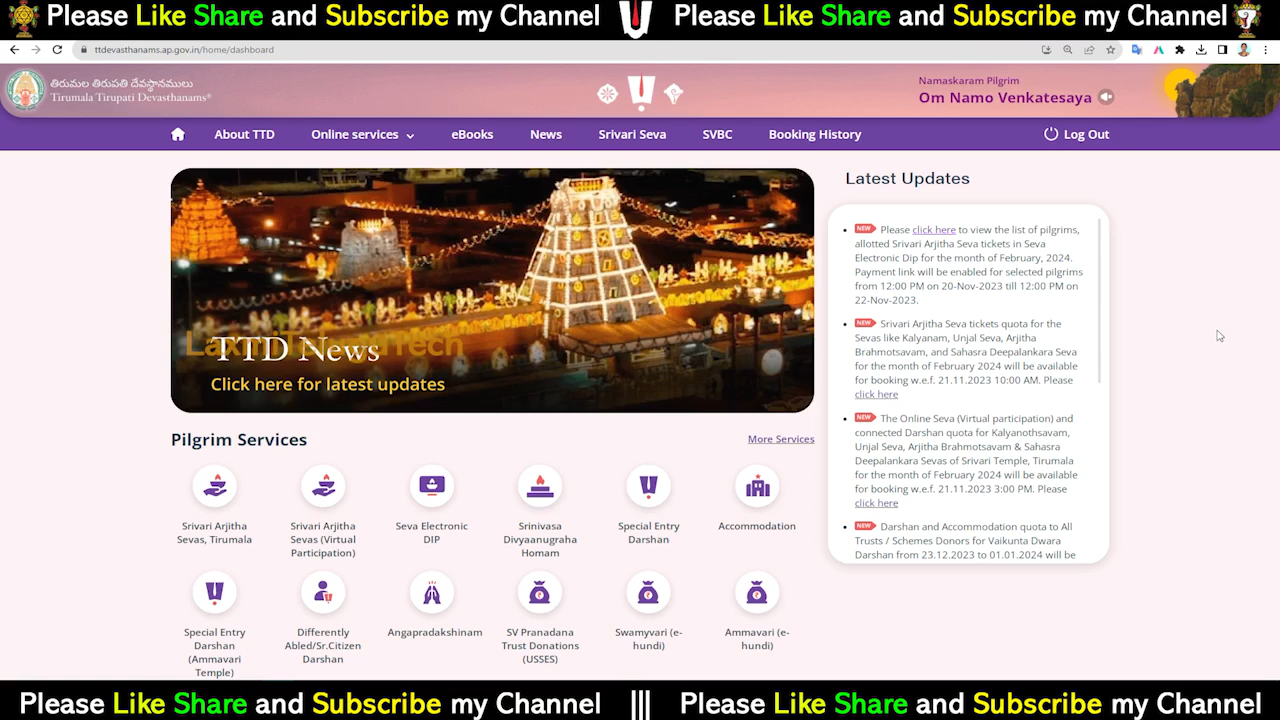 Please Like Share and Subscribe my Channel
Please Like Share and Subscribe my Channel
ttdevasthanams.ap.gov.in/home/dashboard
తిరుమల తిరుపతి దేవస్థానములు
Tirumala Tirupati Devasthanams
Namaskaram Pilgrim
Om Namo Venkatesaya
About TTD
Online services
eBooks
News
Srivari Seva
SVBC
Booking History
Log Out
TTD News
Click here for latest updates
Latest Updates
NEW Please click here to view the list of pilgrims,
allotted Srivari Arjitha Seva tickets in Seva
Electronic Dip for the month of February, 2024.
Payment link will be enabled for selected pilgrims
from 12:00 PM on 20-Nov-2023 till 12:00 PM on
22-Nov-2023.
NEW Srivari Arjitha Seva tickets quota for the
Sevas like Kalyanam, Unjal Seva, Arjitha
Brahmotsavam, and Sahasra Deepalankara Seva
for the month of February 2024 will be available
for booking w.e.f. 21.11.2023 10:00 AM. Please
click here
NEW The Online Seva (Virtual participation) and
connected Darshan quota for Kalyanothsavam,
Unjal Seva, Arjitha Brahmotsavam & Sahasra
Deepalankara Sevas of Srivari Temple, Tirumala
for the month of February 2024 will be available
for booking w.e.f. 21.11.2023 3:00 PM. Please
click here
NEW Darshan and Accommodation quota to All
Trusts / Schemes Donors for Vaikunta Dwara
Darshan from 23.12.2023 to 01.01.2024 will be
Pilgrim Services
More Services
Srivari Arjitha
Sevas, Tirumala
Srivari Arjitha
Sevas (Virtual
Participation)
Seva Electronic
DIP
Srinivasa
Divyaanugraha
Homam
Special Entry
Darshan
Accommodation
Special Entry
Darshan
(Ammavari
Temple)
Differently
Abled/Sr.Citizen
Darshan
Angapradakshinam
SV Pranadana
Trust Donations
(USSES)
Swamyvari (e-
hundi)
Ammavari (e-
hundi)
Please Like Share and Subscribe my Channel
|||
Please Like Share and Subscribe my Channel